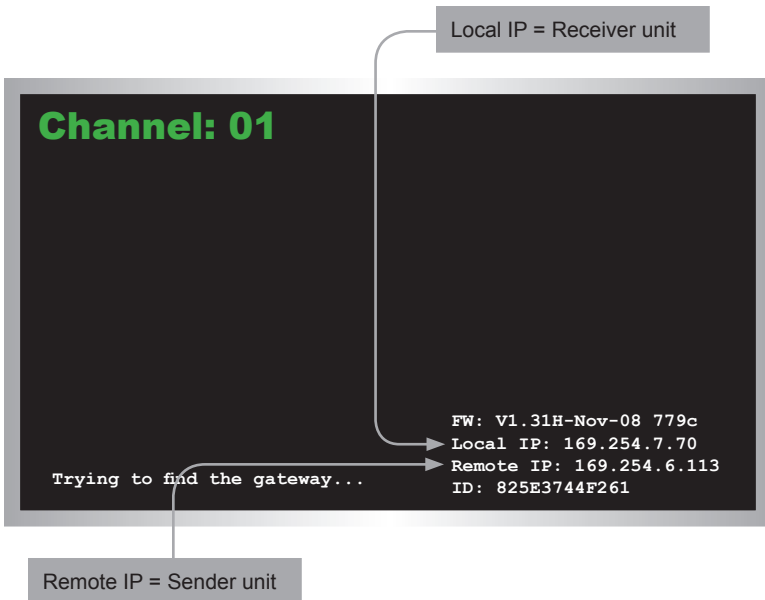 Local IP = Receiver unit
Channel: 01
FW: V1.31H-Nov-08 779c
Local IP: 169.254.7.70
Remote IP: 169.254.6.113
Trying to find the gateway...
ID: 825E3744F261
Remote IP = Sender unit